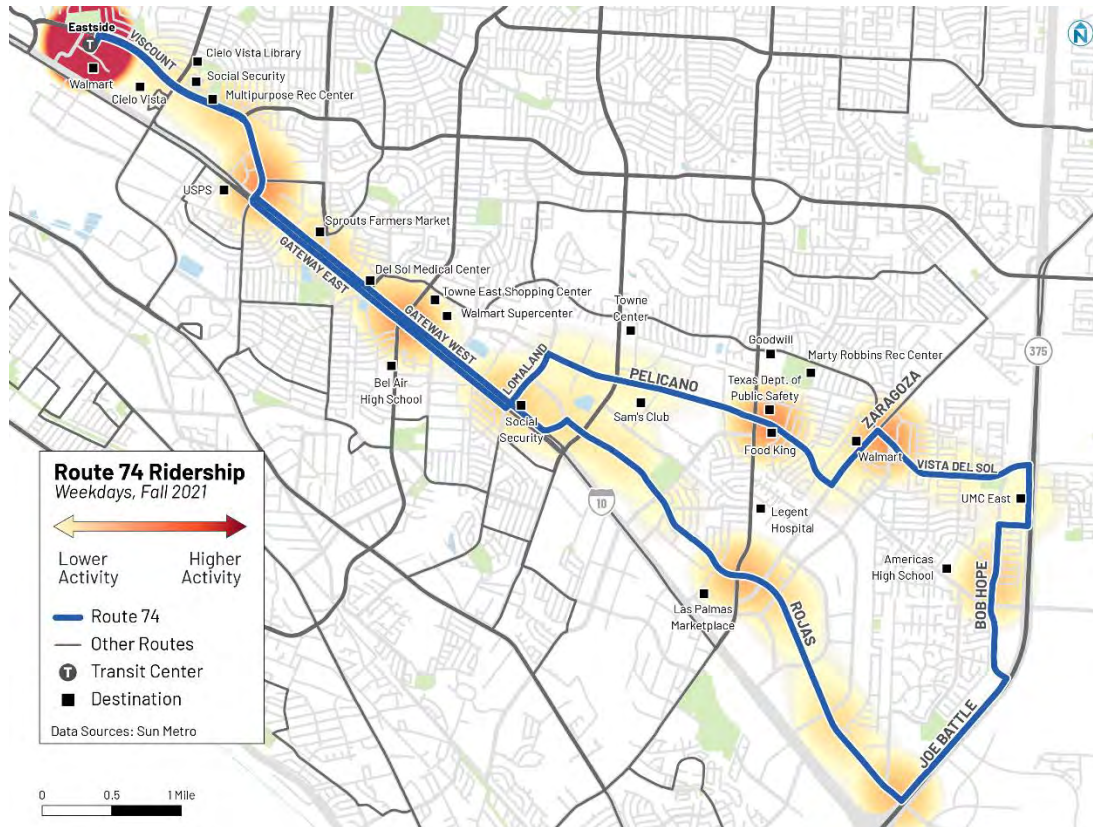 Eastside
T
VISCOUNT
N
Cielo Vista Library
Social Security
Walmart
Cielo Vista
Multipurpose Rec Center
USPS
Sprouts Farmers Market
GATEWAY EAST
Del Sol Medical Center
Towne East Shopping Center
Walmart Supercenter
GATEWAY WEST
Towne
Center
Goodwill
375
Marty Robbins Rec Center
LOMALAND
PELICANO
Bel Air
High School
Texas Dept. of
Public Safety
ZARAGOZA
Sam's Club
Social
Security
Food King
Walmart
VISTA DEL SOL
UMC East
10
Legent
Hospital
Americas
High School
BOB HOPE
Las Palmas
Marketplace
ROJAS
JOE BATTLE
Route 74 Ridership
Weekdays, Fall 2021
Lower
Activity
Higher
Activity
Route 74
Other Routes
T
Transit Center
Destination
Data Sources: Sun Metro
0
0.5
1 Mile